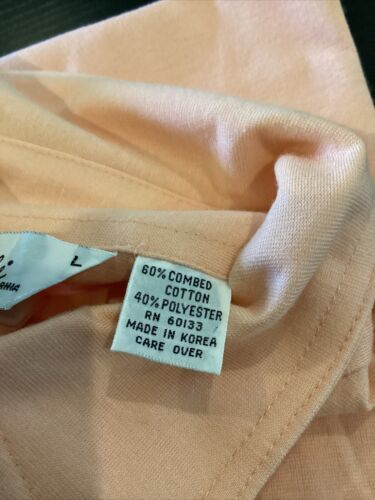 L
60% COMBED
COTTON
40% POLYESTER
RN 60133
MADE IN KOREA
CARE OVER